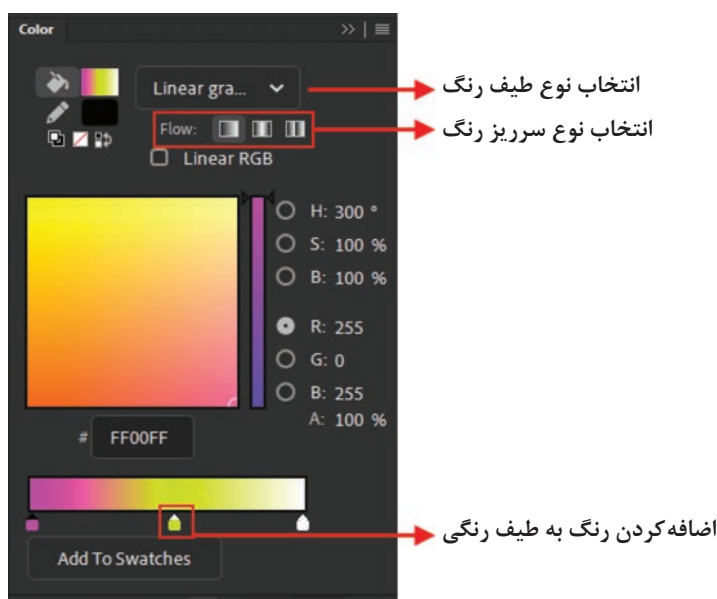 Color
Linear gra...
انتخاب نوع طیف رنگ
Flow:
انتخاب نوع سرریز رنگ
Linear RGB
H: 300 °
S: 100 %
B: 100 %
R: 255
G: 0
B: 255
A: 100 %
# FF00FF
اضافه‌کردن رنگ به طیف رنگی
Add To Swatches